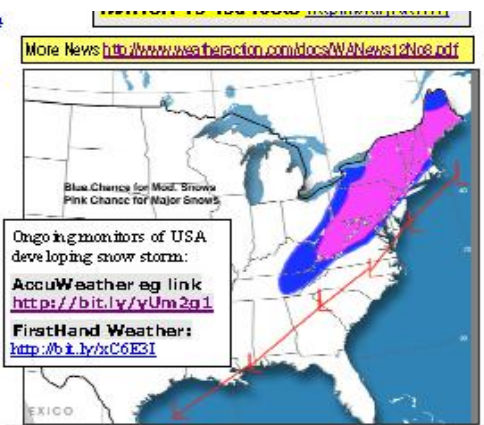 More News http://www.weatheraction.com/docs/WANews12No8.pdf
Blue Chance for Mod. Snows
Pink Chance for Major Snows
Ongoing monitors of USA
developing snow storm:
AccuWeather eg link
http://bit.ly/yUm2g1
FirstHand Weather:
http://bit.ly/xC6E3I
EXICO
L
L
L
L
L
L